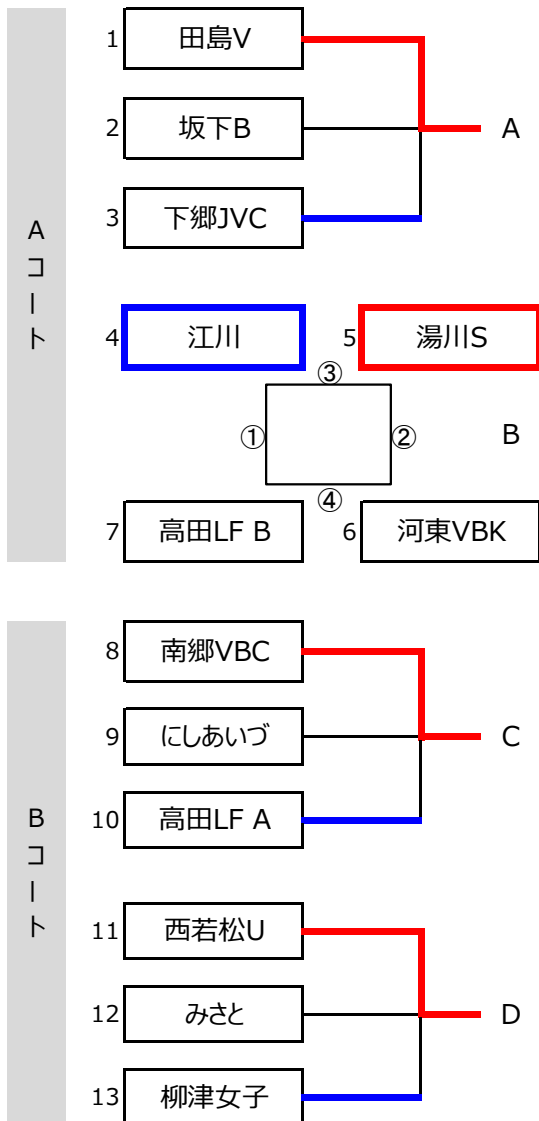 Aコート
1 田島V
2 坂下B
A
3 下郷JVC
4 江川
5 湯川S
③
① ②
B
④
7 高田LF B
6 河東VBK
Bコート
8 南郷VBC
9 にしあいづ
C
10 高田LF A
11 西若松U
12 みさと
D
13 柳津女子